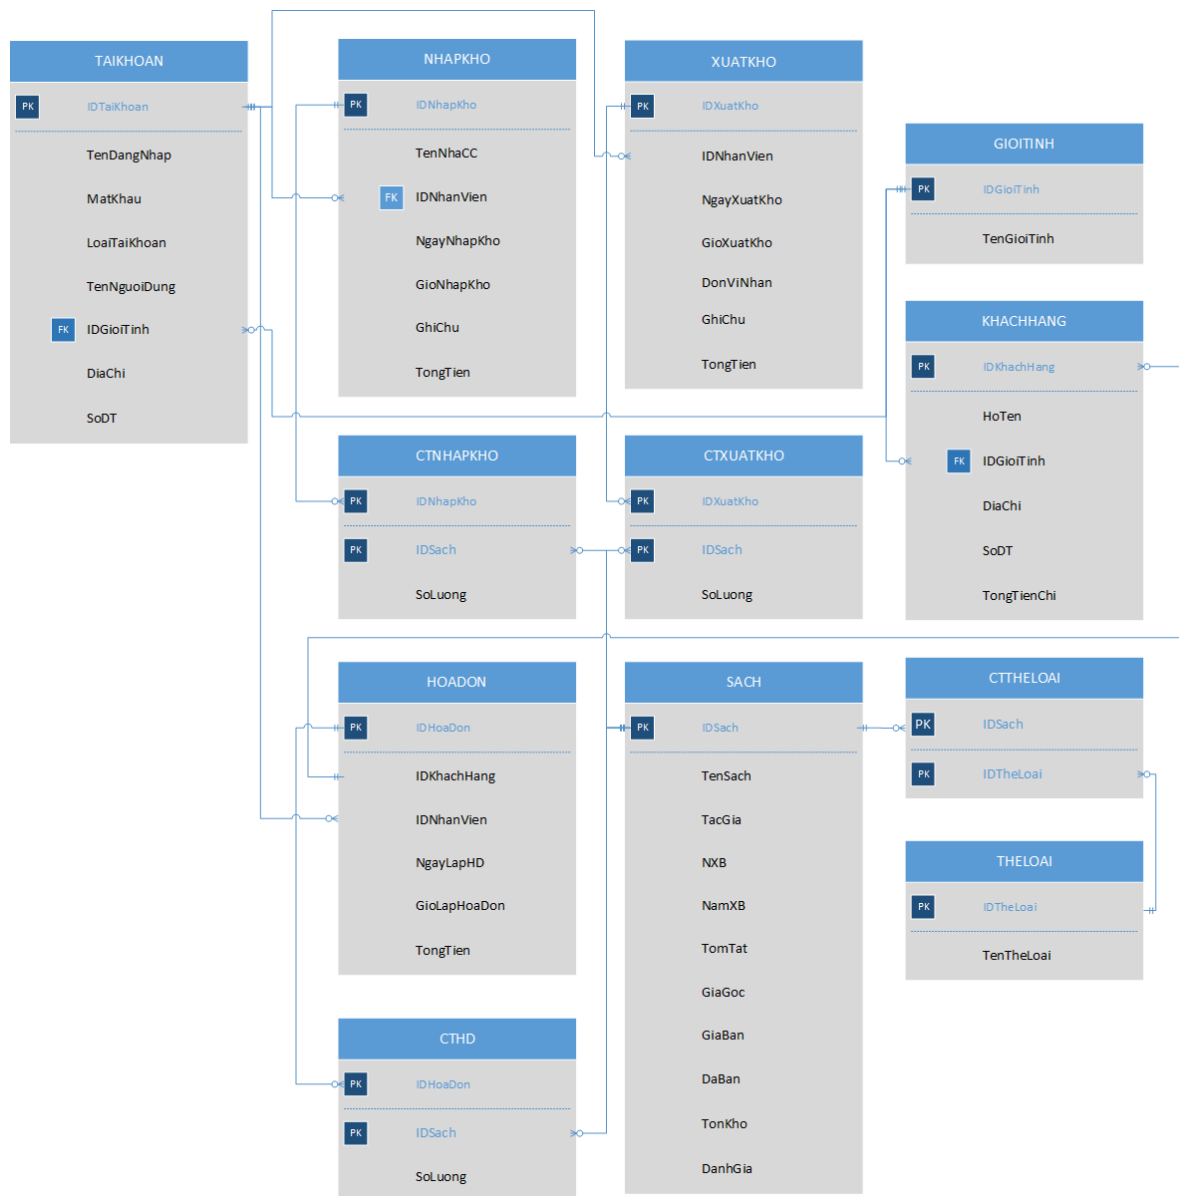 TAIKHOAN
PK IDTaiKhoan
TenDangNhap
MatKhau
LoaiTaiKhoan
TenNguoiDung
FK IDGioiTinh
DiaChi
SoDT
NHAPKHO
PK IDNhapKho
TenNhaCC
FK IDNhanVien
NgayNhapKho
GioNhapKho
GhiChu
TongTien
XUATKHO
PK IDXuatKho
IDNhanVien
NgayXuatKho
GioXuatKho
DonViNhan
GhiChu
TongTien
GIOITINH
PK IDGioiTinh
TenGioiTinh
KHACHHANG
PK IDKhachHang
HoTen
FK IDGioiTinh
DiaChi
SoDT
TongTienChi
CTNHAPKHO
PK IDNhapKho
PK IDSach
SoLuong
CTXUATKHO
PK IDXuatKho
PK IDSach
SoLuong
HOADON
PK IDHoaDon
IDKhachHang
IDNhanVien
NgayLapHD
GioLapHoaDon
TongTien
SACH
PK IDSach
TenSach
TacGia
NXB
NamXB
TomTat
GiaGoc
GiaBan
DaBan
TonKho
DanhGia
CTTHELOAI
PK IDSach
PK IDTheLoai
THELOAI
PK IDTheLoai
TenTheLoai
CTHD
PK IDHoaDon
PK IDSach
SoLuong